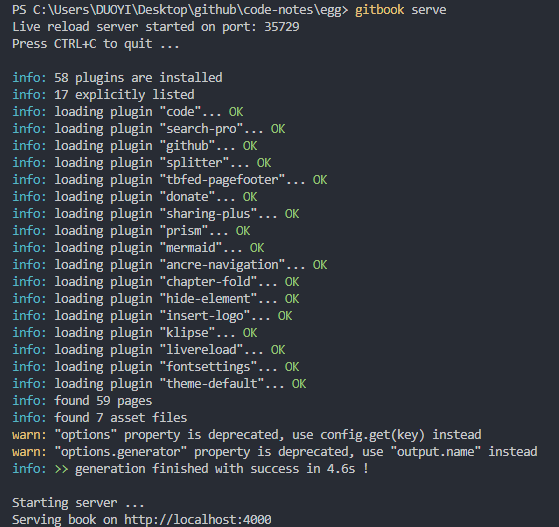 PS C:\Users\DUOYI\Desktop\github\code-notes\egg> gitbook serve
Live reload server started on port: 35729
Press CTRL+C to quit ...
info: 58 plugins are installed
info: 17 explicitly listed
info: loading plugin "code"... OK
info: loading plugin "search-pro"... OK
info: loading plugin "github"... OK
info: loading plugin "splitter"... OK
info: loading plugin "tbfed-pagefooter"... OK
info: loading plugin "donate"... OK
info: loading plugin "sharing-plus"... OK
info: loading plugin "prism"... OK
info: loading plugin "mermaid"... OK
info: loading plugin "ancre-navigation"... OK
info: loading plugin "chapter-fold"... OK
info: loading plugin "hide-element"... OK
info: loading plugin "insert-logo"... OK
info: loading plugin "klipse"... OK
info: loading plugin "livereload"... OK
info: loading plugin "fontsettings"... OK
info: loading plugin "theme-default"... OK
info: found 59 pages
info: found 7 asset files
warn: "options" property is deprecated, use config.get(key) instead
warn: "options.generator" property is deprecated, use "output.name" instead
info: >> generation finished with success in 4.6s !
Starting server ...
Serving book on http://localhost:4000